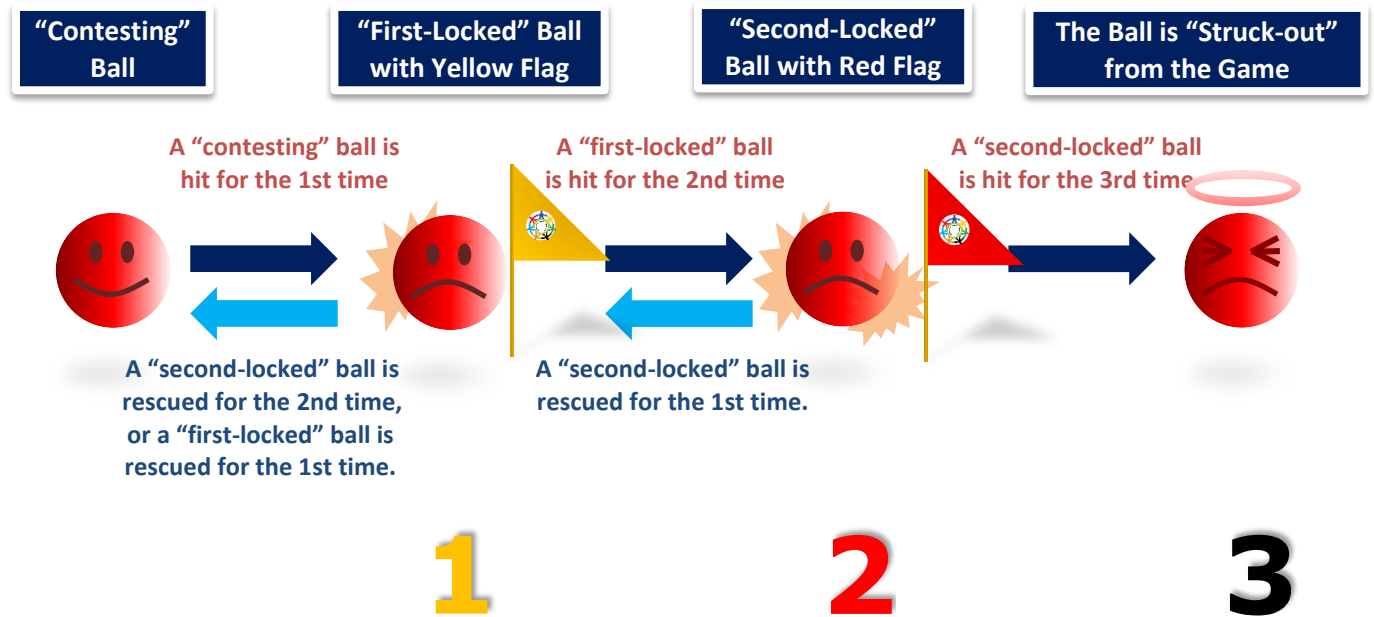 “Contesting”
Ball
“First-Locked” Ball
with Yellow Flag
“Second-Locked”
Ball with Red Flag
The Ball is “Struck-out”
from the Game
A “contesting” ball is
hit for the 1st time
A “first-locked” ball
is hit for the 2nd time
A “second-locked” ball
is hit for the 3rd time
A “second-locked” ball is
rescued for the 2nd time,
or a “first-locked” ball is
rescued for the 1st time.
A “second-locked” ball is
rescued for the 1st time.
1
2
3